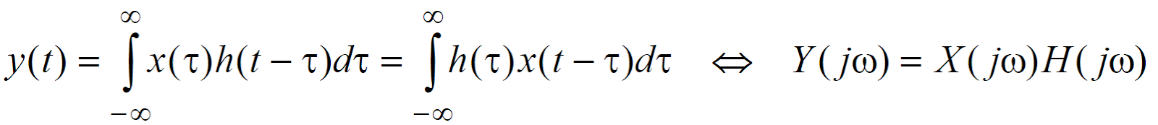 y(t) = ∫_{-∞}^{∞} x(τ)h(t − τ)dτ = ∫_{-∞}^{∞} h(τ)x(t − τ)dτ ⇔ Y(jω) = X(jω)H(jω)